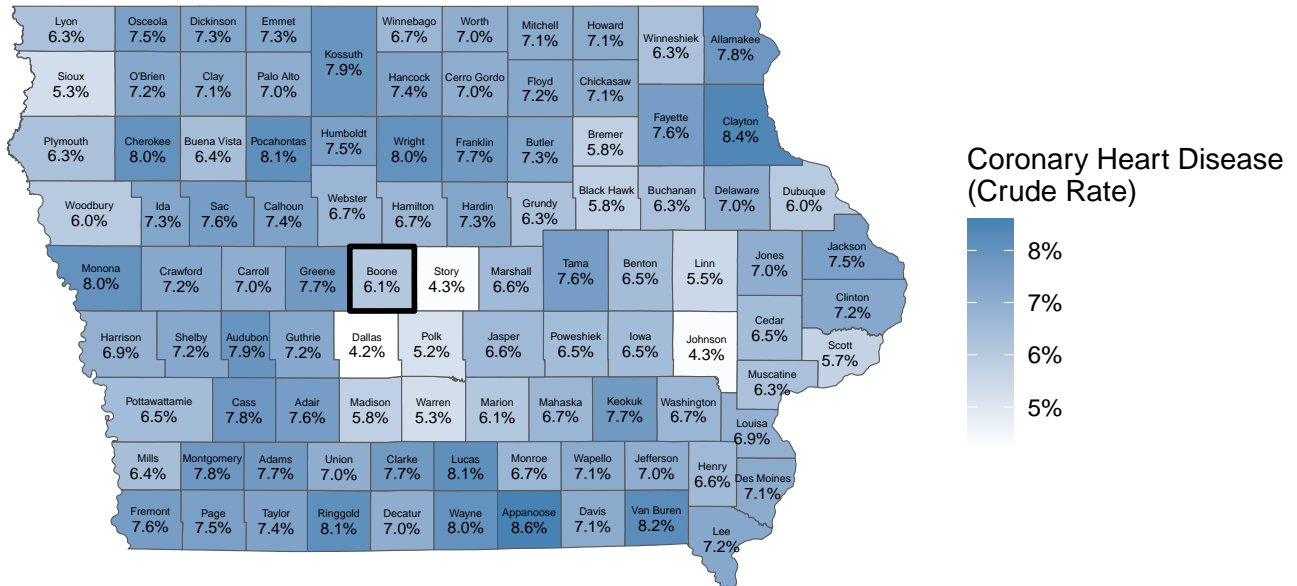 Lyon
6.3%
Osceola
7.5%
Dickinson
7.3%
Emmet
7.3%
Kossuth
7.9%
Winnebago
6.7%
Worth
7.0%
Mitchell
7.1%
Howard
7.1%
Winneshiek
6.3%
Allamakee
7.8%
Sioux
5.3%
O'Brien
7.2%
Clay
7.1%
Palo Alto
7.0%
Hancock
7.4%
Cerro Gordo
7.0%
Floyd
7.2%
Chickasaw
7.1%
Fayette
7.6%
Clayton
8.4%
Plymouth
6.3%
Cherokee
8.0%
Buena Vista
6.4%
Pocahontas
8.1%
Humboldt
7.5%
Wright
8.0%
Franklin
7.7%
Butler
7.3%
Bremer
5.8%
Woodbury
6.0%
Ida
7.3%
Sac
7.6%
Calhoun
7.4%
Webster
6.7%
Hamilton
6.7%
Hardin
7.3%
Grundy
6.3%
Black Hawk
5.8%
Buchanan
6.3%
Delaware
7.0%
Dubuque
6.0%
Monona
8.0%
Crawford
7.2%
Carroll
7.0%
Greene
7.7%
Boone
6.1%
Story
4.3%
Marshall
6.6%
Tama
7.6%
Benton
6.5%
Linn
5.5%
Jones
7.0%
Jackson
7.5%
Clinton
7.2%
Harrison
6.9%
Shelby
7.2%
Audubon
7.9%
Guthrie
7.2%
Dallas
4.2%
Polk
5.2%
Jasper
6.6%
Poweshiek
6.5%
Iowa
6.5%
Johnson
4.3%
Cedar
6.5%
Scott
5.7%
Muscatine
6.3%
Pottawattamie
6.5%
Cass
7.8%
Adair
7.6%
Madison
5.8%
Warren
5.3%
Marion
6.1%
Mahaska
6.7%
Keokuk
7.7%
Washington
6.7%
Louisa
6.9%
Mills
6.4%
Montgomery
7.8%
Adams
7.7%
Union
7.0%
Clarke
7.7%
Lucas
8.1%
Monroe
6.7%
Wapello
7.1%
Jefferson
7.0%
Henry
6.6%
Des Moines
7.1%
Fremont
7.6%
Page
7.5%
Taylor
7.4%
Ringgold
8.1%
Decatur
7.0%
Wayne
8.0%
Appanoose
8.6%
Davis
7.1%
Van Buren
8.2%
Lee
7.2%
Coronary Heart Disease
(Crude Rate)
8%
7%
6%
5%